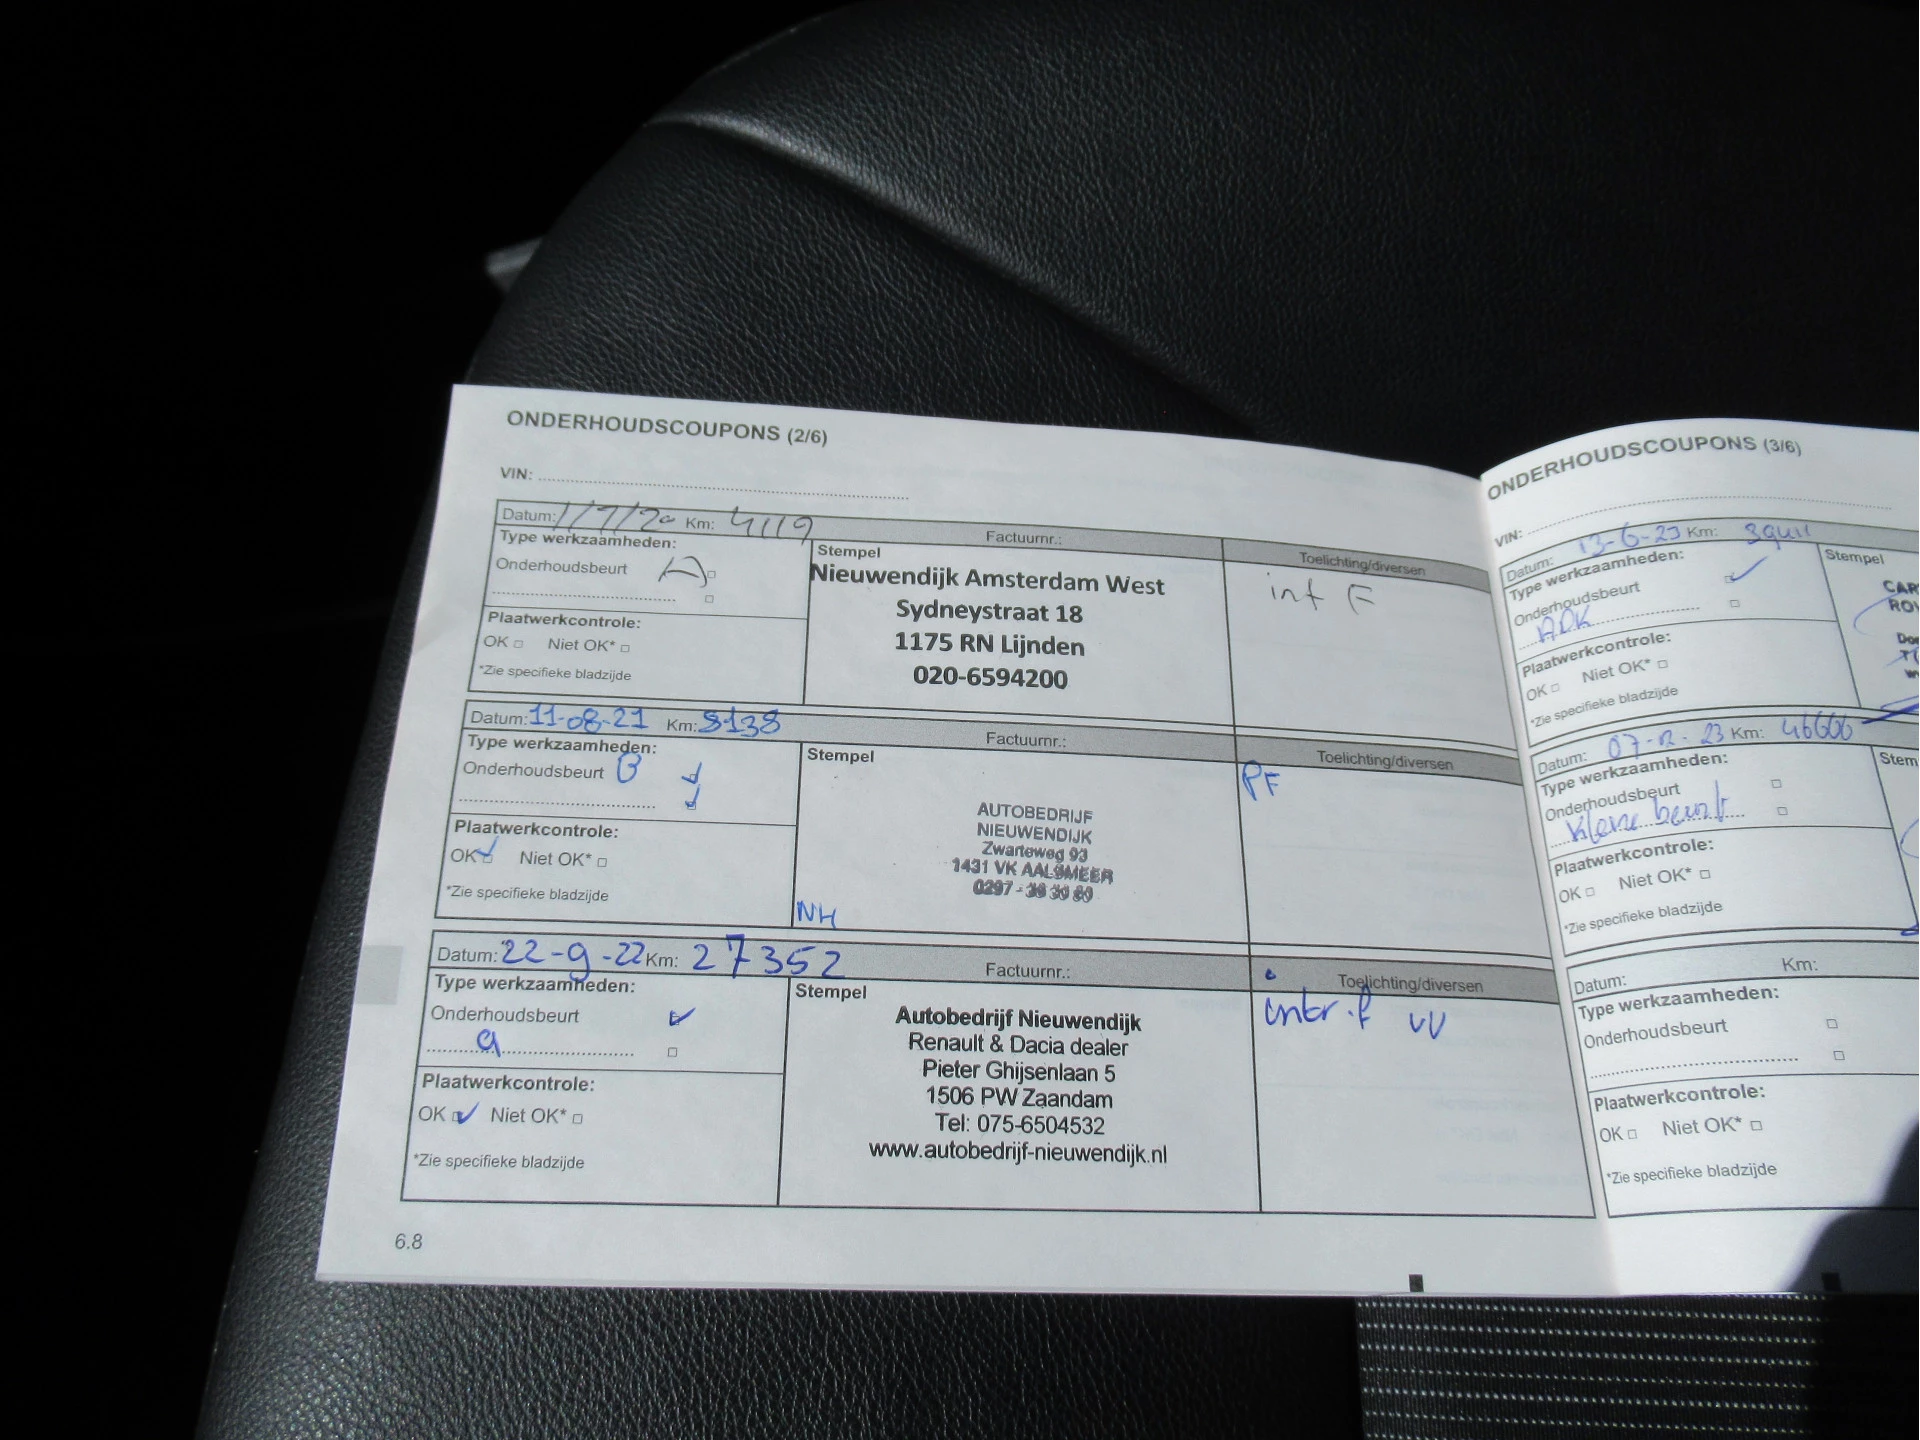 ONDERHOUDSCOUPONS (2/6)
VIN:
Datum: 1/7/20 Km: 4119 Factuurnr.:
Type werkzaamheden:
Onderhoudsbeurt A
Plaatwerkcontrole:
OK Niet OK*
*Zie specifieke bladzijde
Stempel
Nieuwendijk Amsterdam West
Sydneystraat 18
1175 RN Lijnden
020-6594200
Toelichting/diversen
int F
Datum: 11-08-21 Km: 8138 Factuurnr.:
Type werkzaamheden:
Onderhoudsbeurt B
Plaatwerkcontrole:
OK Niet OK*
*Zie specifieke bladzijde
Stempel
AUTOBEDRIJF
NIEUWENDIJK
Zwarteweg 93
1431 VK AALSMEER
0297 -
NH
Toelichting/diversen
PF
Datum: 22-9-22 Km: 27352 Factuurnr.:
Type werkzaamheden:
Onderhoudsbeurt
a
Plaatwerkcontrole:
OK Niet OK*
*Zie specifieke bladzijde
Stempel
Autobedrijf Nieuwendijk
Renault & Dacia dealer
Pieter Ghijsenlaan 5
1506 PW Zaandam
Tel: 075-6504532
www.autobedrijf-nieuwendijk.nl
Toelichting/diversen
6.8
ONDERHOUDSCOUPONS (3/6)
VIN:
Datum: 13-6-23 Km:
Type werkzaamheden:
Onderhoudsbeurt
Plaatwerkcontrole:
OK Niet OK*
*Zie specifieke bladzijde
Stempel
CAR
Datum: 07-12-23 Km: 46606
Type werkzaamheden:
Onderhoudsbeurt
kleine beurt
Plaatwerkcontrole:
OK Niet OK*
*Zie specifieke bladzijde
Stem
Datum: Km:
Type werkzaamheden:
Onderhoudsbeurt
Plaatwerkcontrole:
OK Niet OK*
*Zie specifieke bladzijde